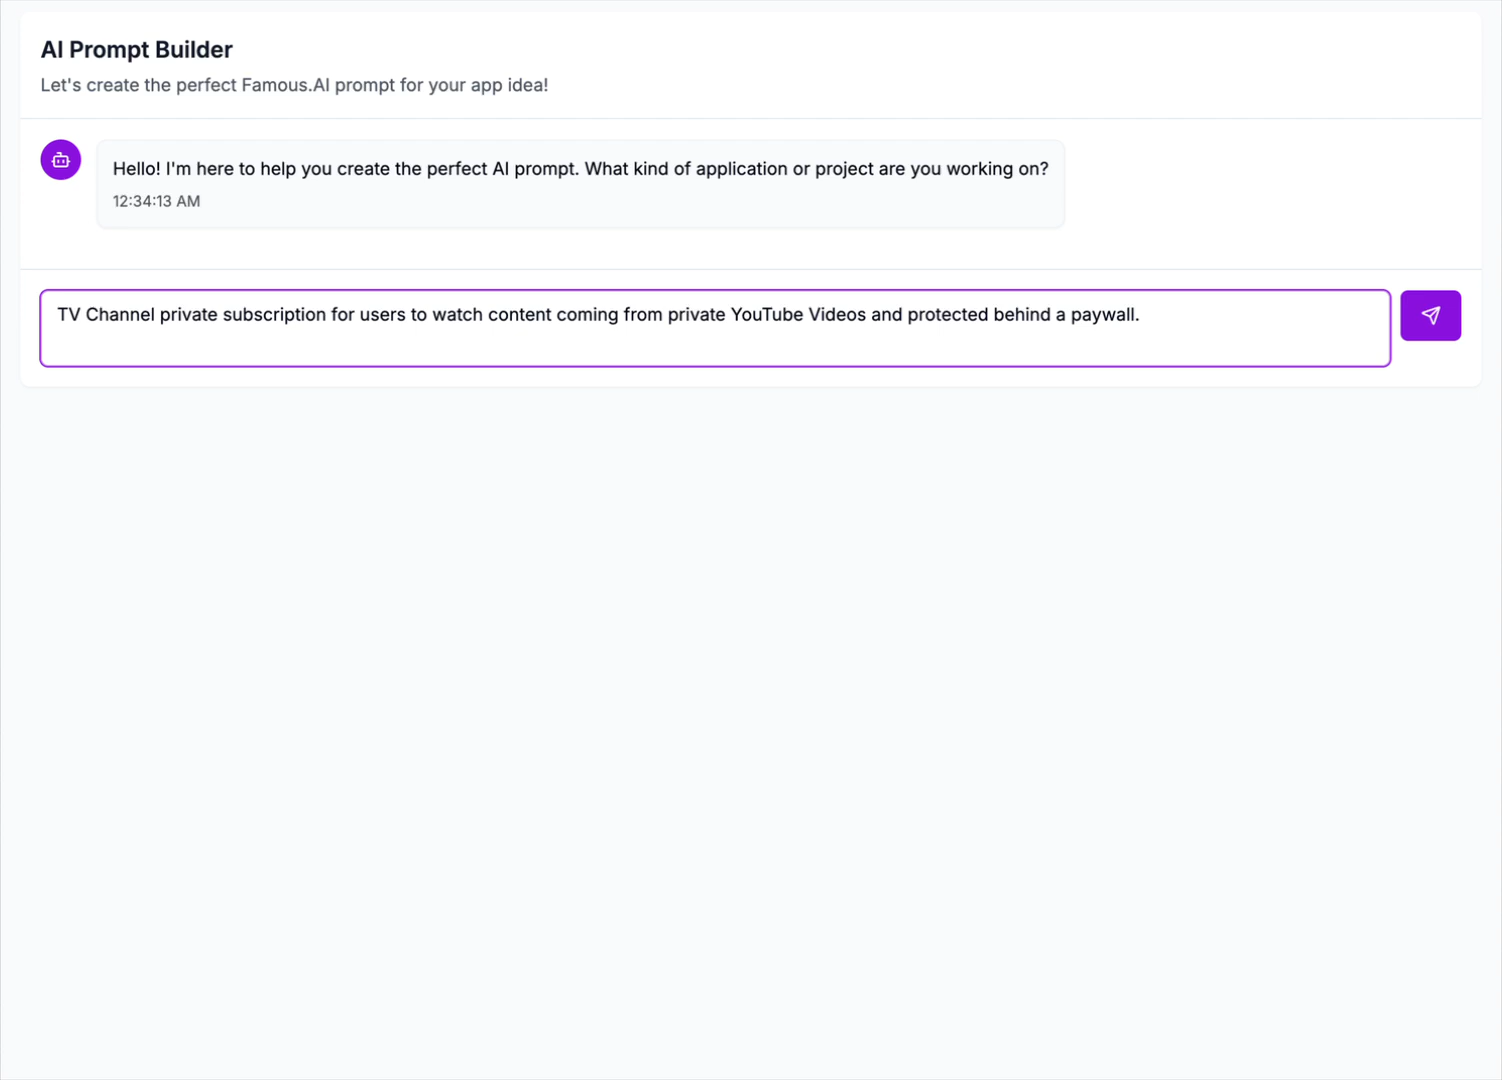 AI Prompt Builder
Let's create the perfect Famous.AI prompt for your app idea!
Hello! I'm here to help you create the perfect AI prompt. What kind of application or project are you working on?
12:34:13 AM
TV Channel private subscription for users to watch content coming from private YouTube Videos and protected behind a paywall.